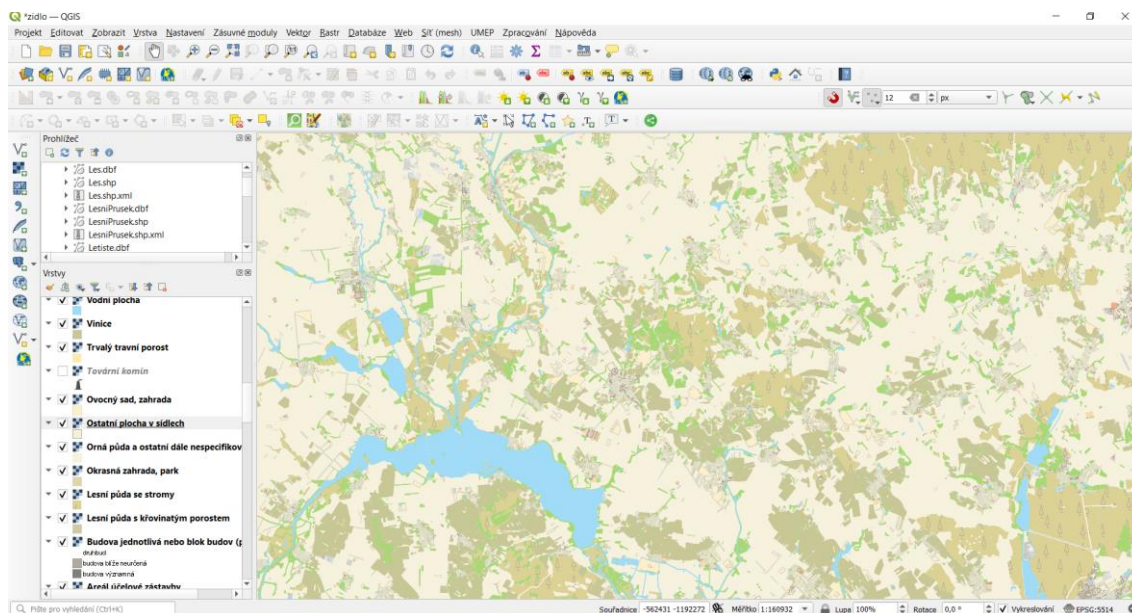 *zidlo — QGIS
Projekt Editovat Zobrazit Vrstva Nastavení Zásuvné moduly Vektor Rastr Databáze Web Síť (mesh) UMEP Zpracování Nápověda
12 px
Prohlížeč
Les.dbf
Les.shp
Les.shp.xml
LesniPrusek.dbf
LesniPrusek.shp
LesniPrusek.shp.xml
Letiste.dbf
Vrstvy
Vodní plocha
Vinice
Trvalý travní porost
Tovární komín
Ovocný sad, zahrada
Ostatní plocha v sídlech
Orná půda a ostatní dále nespecifikov
Okrasná zahrada, park
Lesní půda se stromy
Lesní půda s křovinatým porostem
Budova jednotlivá nebo blok budov (p
druhbud
budova blíže neurčená
budova významná
Areál účelové zástavby
Pište pro vyhledání (Ctrl+K) Souřadnice -562431 -1192272 Měřítko 1:160932 Lupa 100% Rotace 0,0 ° Vykreslování EPSG:5514